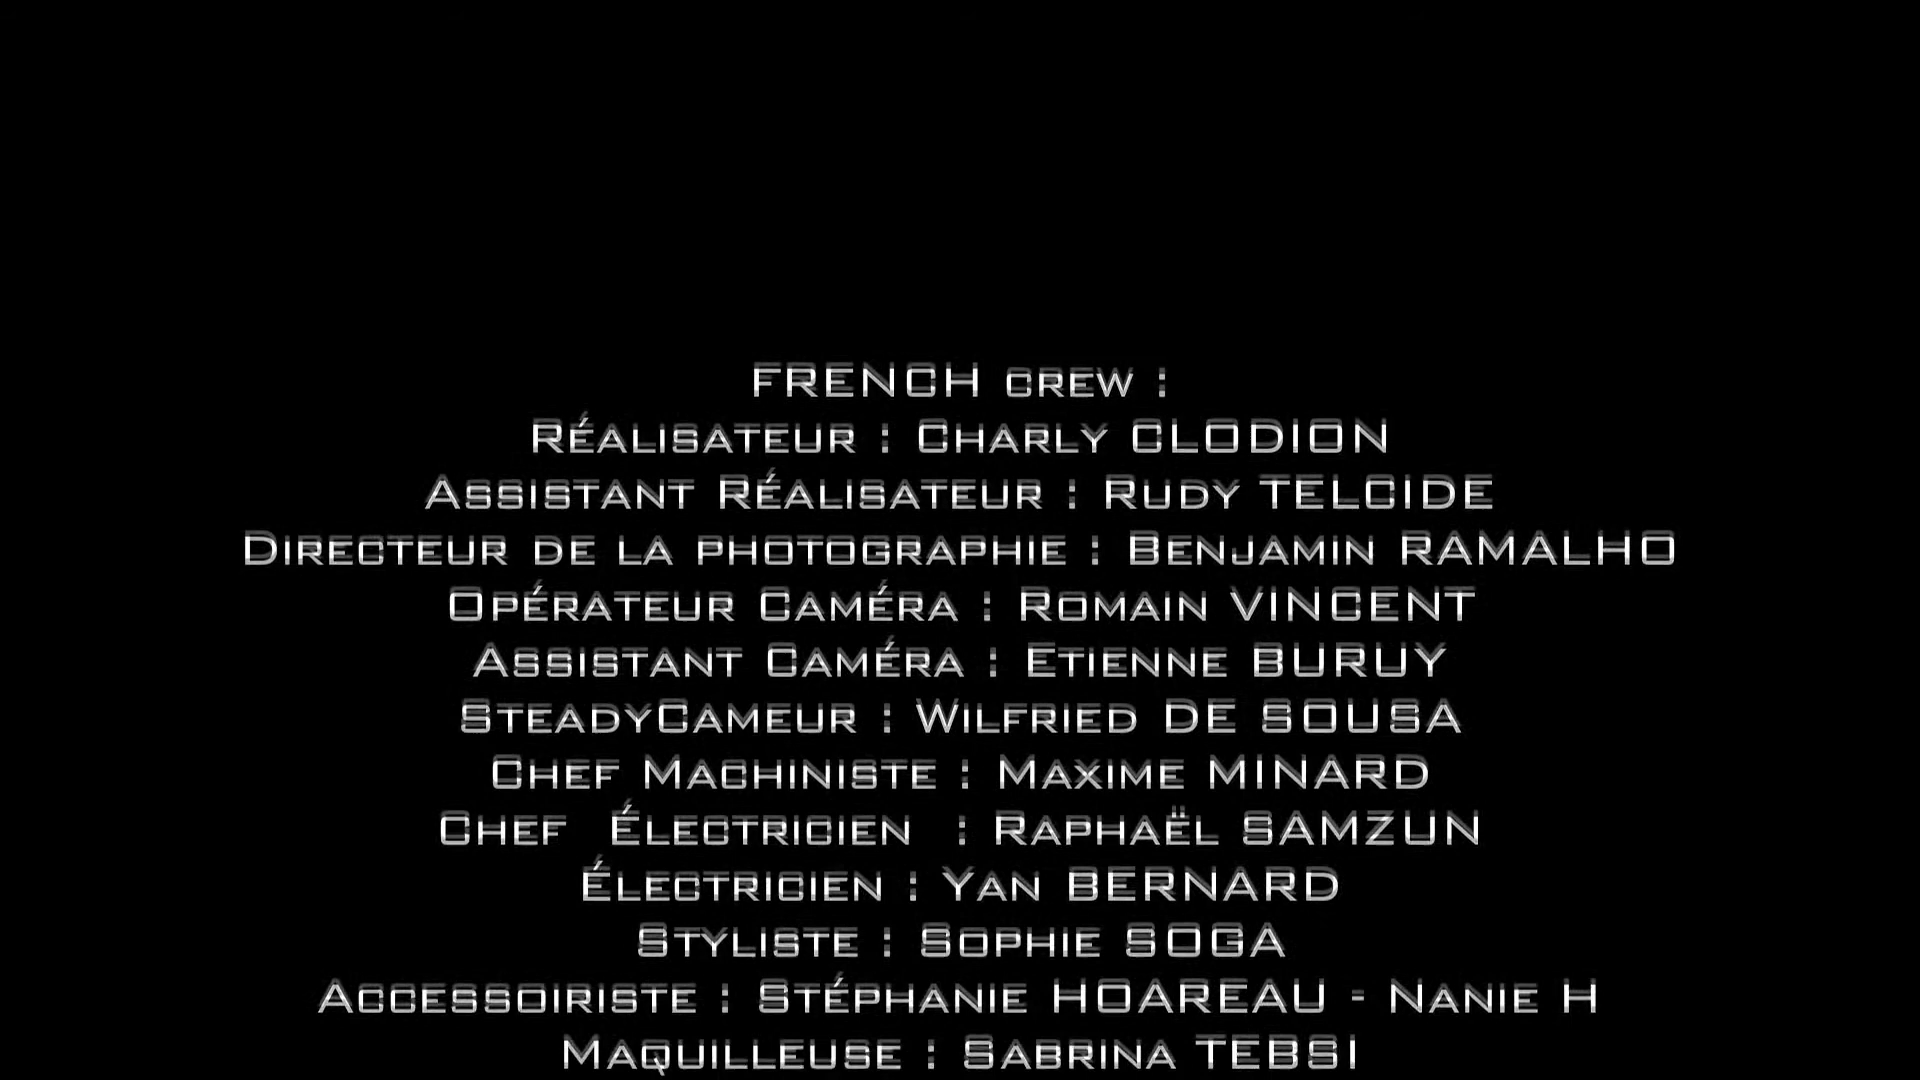 FRENCH crew :
Réalisateur : Charly CLODION
Assistant Réalisateur : Rudy TELCIDE
Directeur de la photographie : Benjamin RAMALHO
Opérateur Caméra : Romain VINCENT
Assistant Caméra : Etienne BURUY
SteadyCameur : Wilfried DE SOUSA
Chef Machiniste : Maxime MINARD
Chef  Électricien  : Raphaël SAMZUN
Électricien : Yan BERNARD
Styliste : Sophie SOGA
Accessoiriste : Stéphanie HOAREAU - Nanie H
Maquilleuse : Sabrina TEBSI